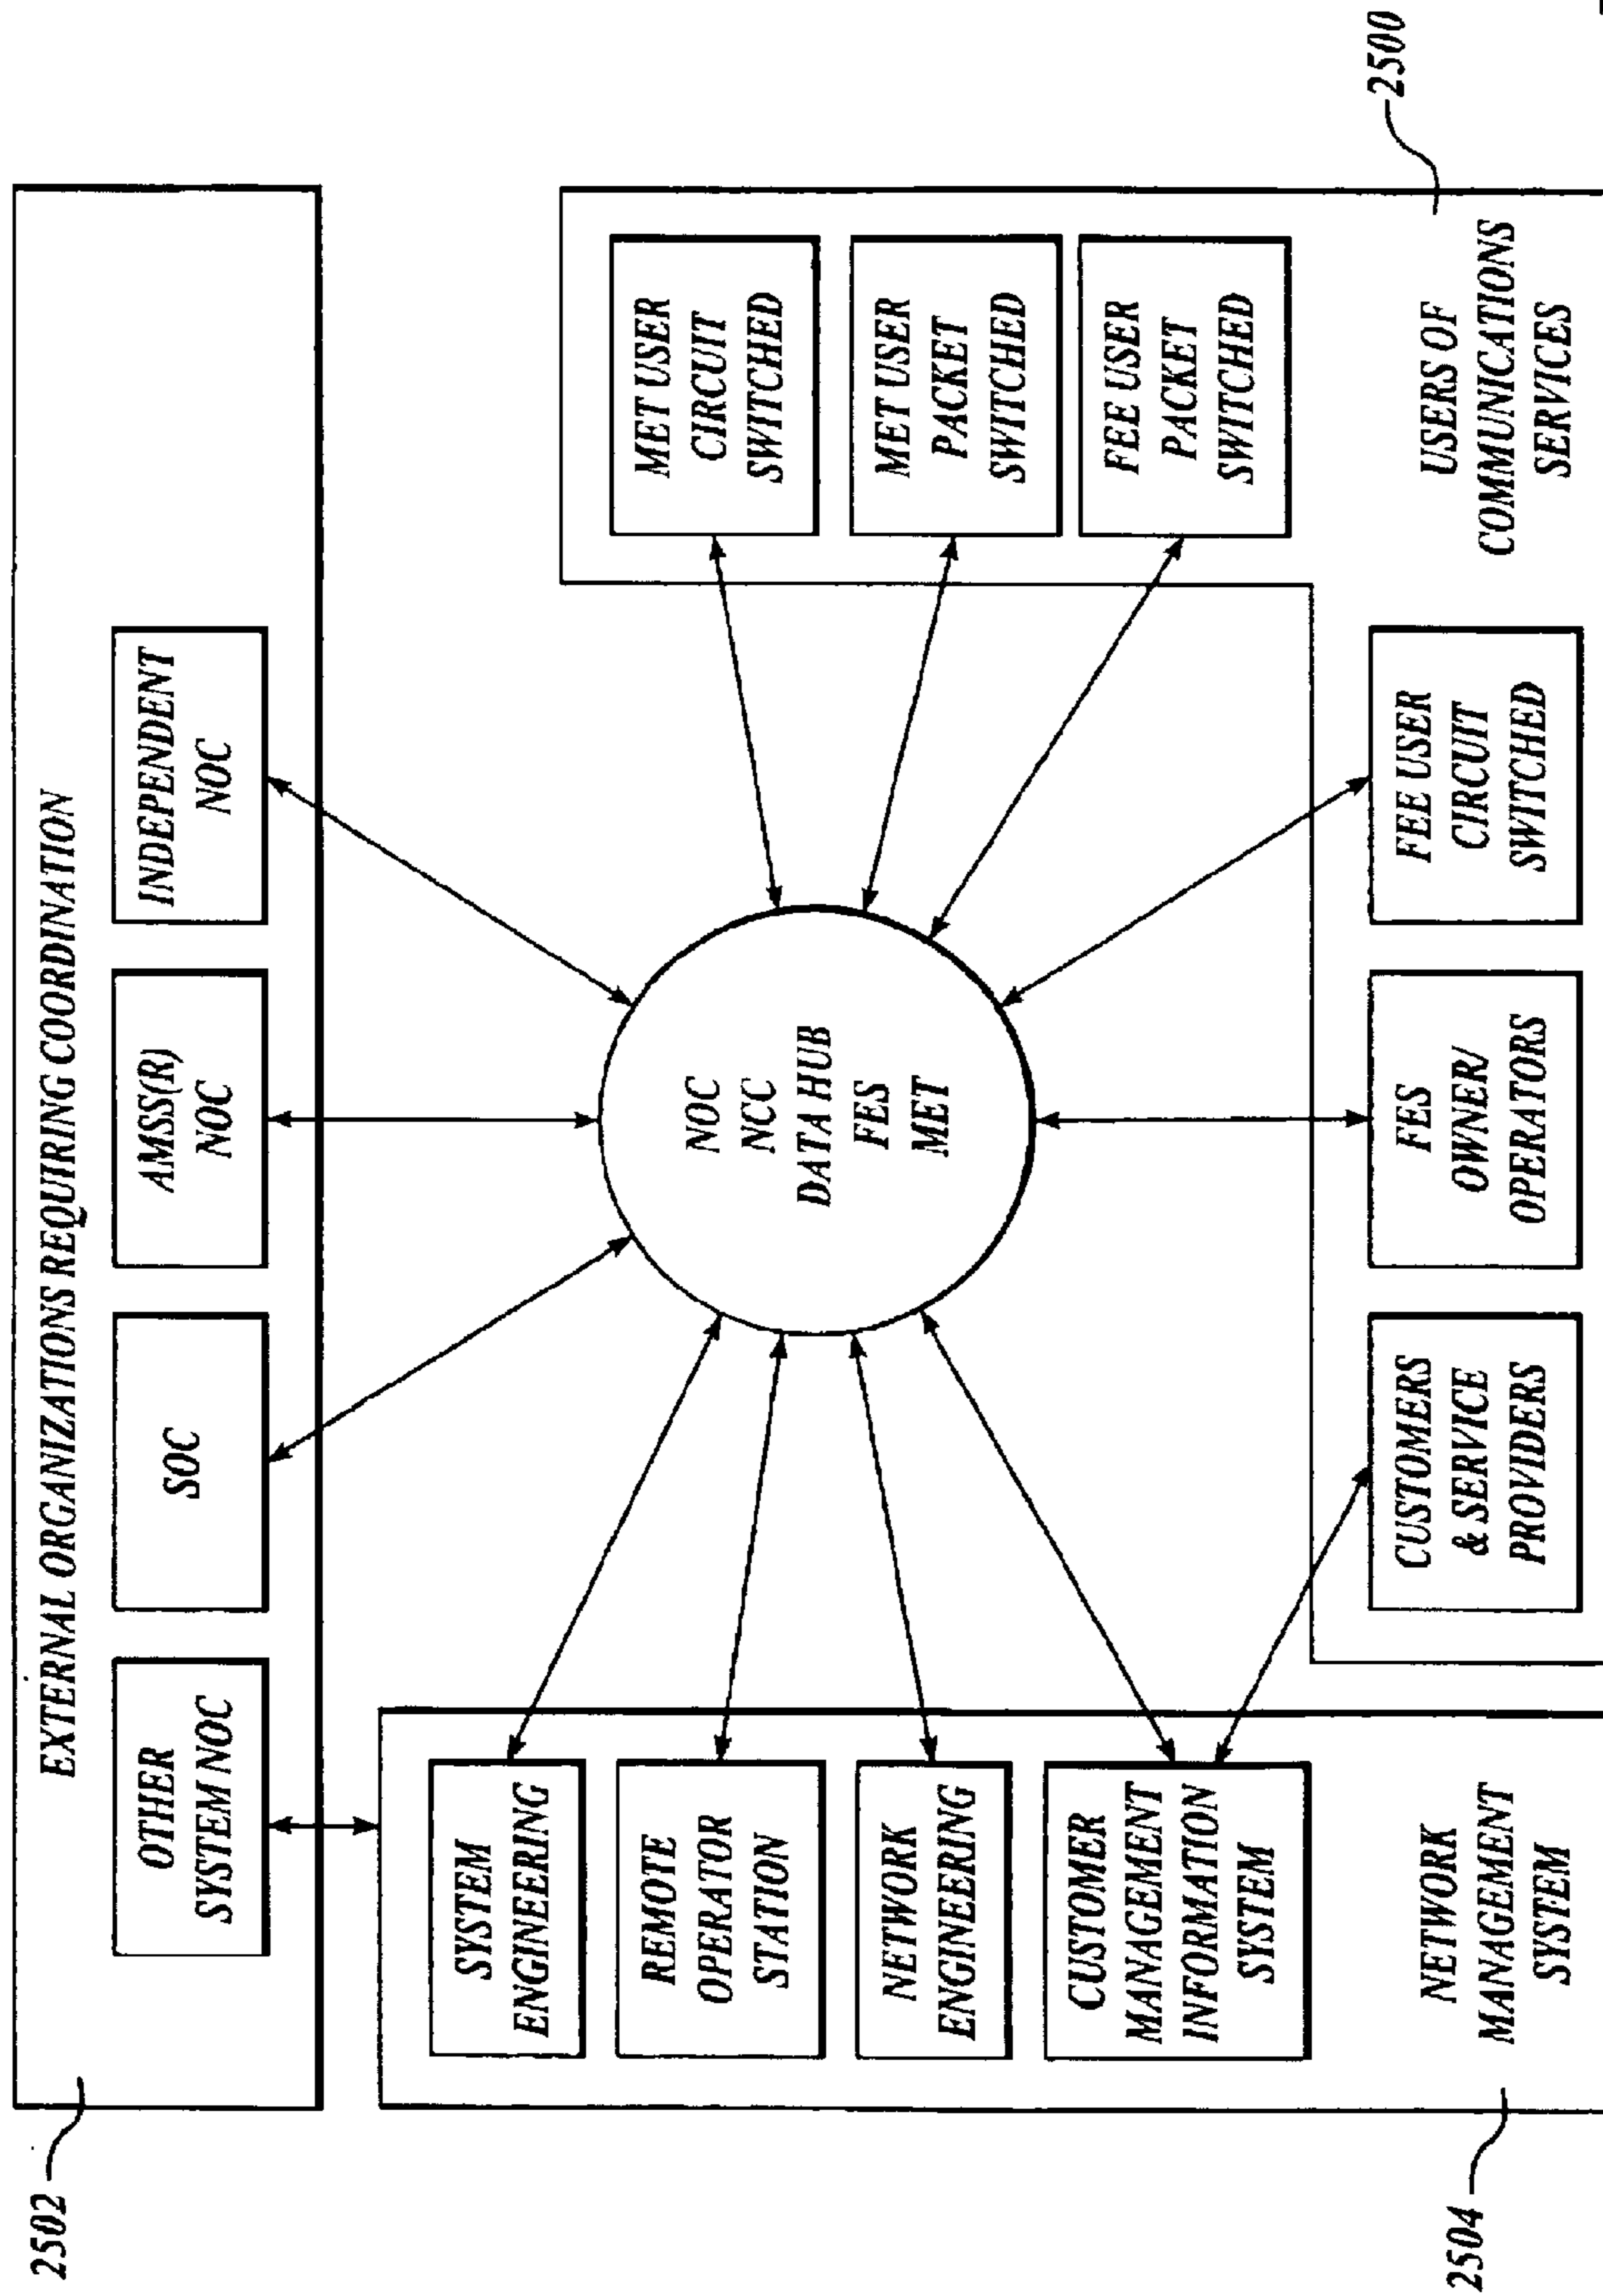 2502
EXTERNAL ORGANIZATIONS REQUIRING COORDINATION
OTHER
SYSTEM NOC
SOC
AMSS(R)
NOC
INDEPENDENT
NOC
SYSTEM
ENGINEERING
REMOTE
OPERATOR
STATION
NETWORK
ENGINEERING
CUSTOMER
MANAGEMENT
INFORMATION
SYSTEM
NETWORK
MANAGEMENT
SYSTEM
2504
NOC
NCC
DATA HUB
FES
MET
MET USER
CIRCUIT
SWITCHED
MET USER
PACKET
SWITCHED
FEE USER
PACKET
SWITCHED
CUSTOMERS
& SERVICE
PROVIDERS
FES
OWNER/
OPERATORS
FEE USER
CIRCUIT
SWITCHED
USERS OF
COMMUNICATIONS
SERVICES
2500